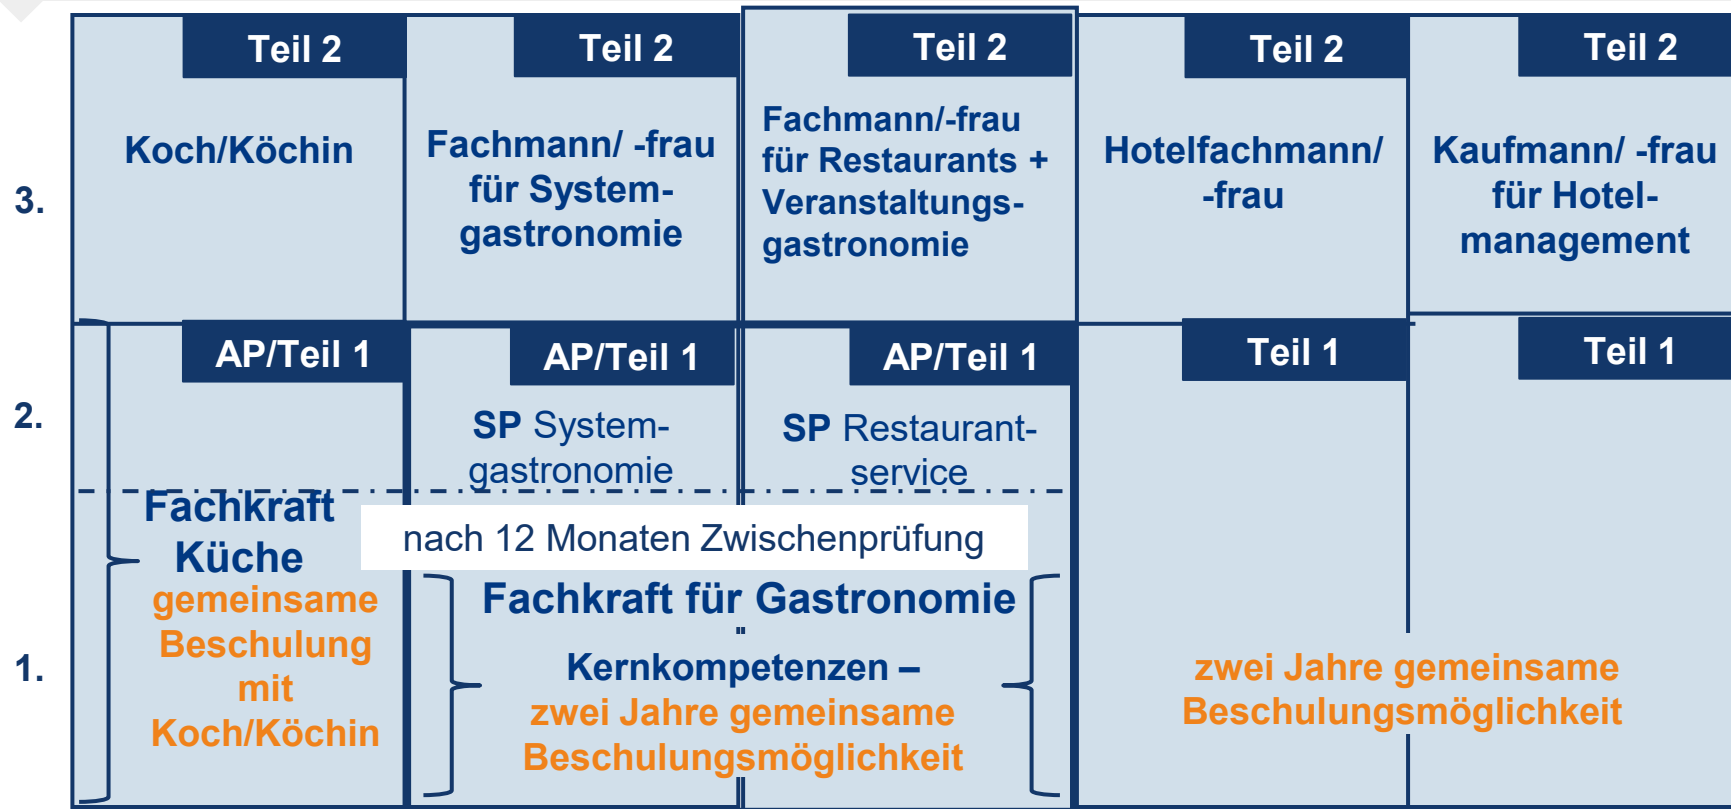 Teil 2
Teil 2
Teil 2
Teil 2
Teil 2
3.
Koch/Köchin
Fachmann/ -frau
für System-
gastronomie
Fachmann/-frau
für Restaurants +
Veranstaltungs-
gastronomie
Hotelfachmann/
-frau
Kaufmann/ -frau
für Hotel-
management
2.
AP/Teil 1
AP/Teil 1
AP/Teil 1
Teil 1
Teil 1
SP System-
gastronomie
SP Restaurant-
service
nach 12 Monaten Zwischenprüfung
1.
Fachkraft
Küche
gemeinsame
Beschulung
mit
Koch/Köchin
Fachkraft für Gastronomie
"
Kernkompetenzen –
zwei Jahre gemeinsame
Beschulungsmöglichkeit
zwei Jahre gemeinsame
Beschulungsmöglichkeit